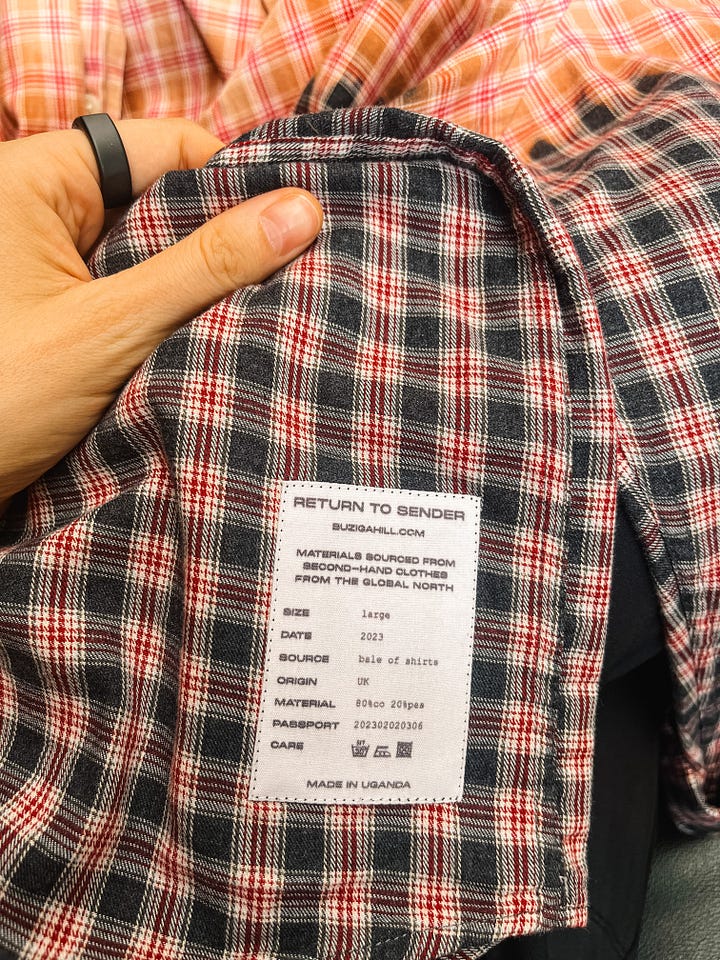 RETURN TO SENDER
BUZIGAHILL.COM
MATERIALS SOURCED FROM
SECOND-HAND CLOTHES
FROM THE GLOBAL NORTH
SIZE large
DATE 2023
SOURCE bale of shirts
ORIGIN UK
MATERIAL 80%co 20%pes
PASSPORT 202302020306
CARE
MADE IN UGANDA